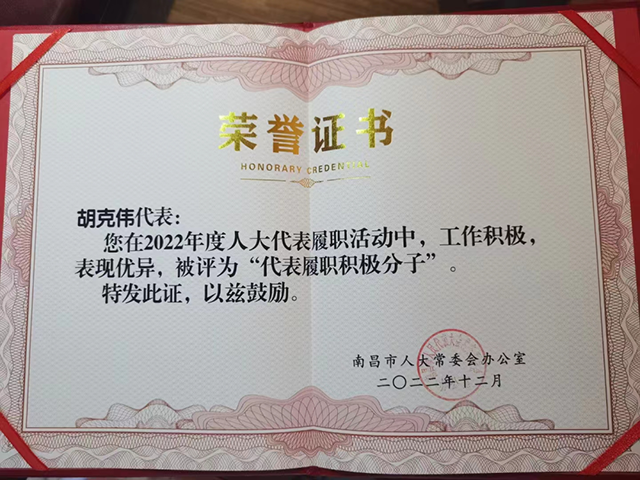 荣誉证书
HONORARY CREDENTIAL
胡克伟代表：
您在2022年度人大代表履职活动中，工作积极，
表现优异，被评为“代表履职积极分子”。
特发此证，以兹鼓励。
南昌市人大常委会办公室
二〇二二年十二月